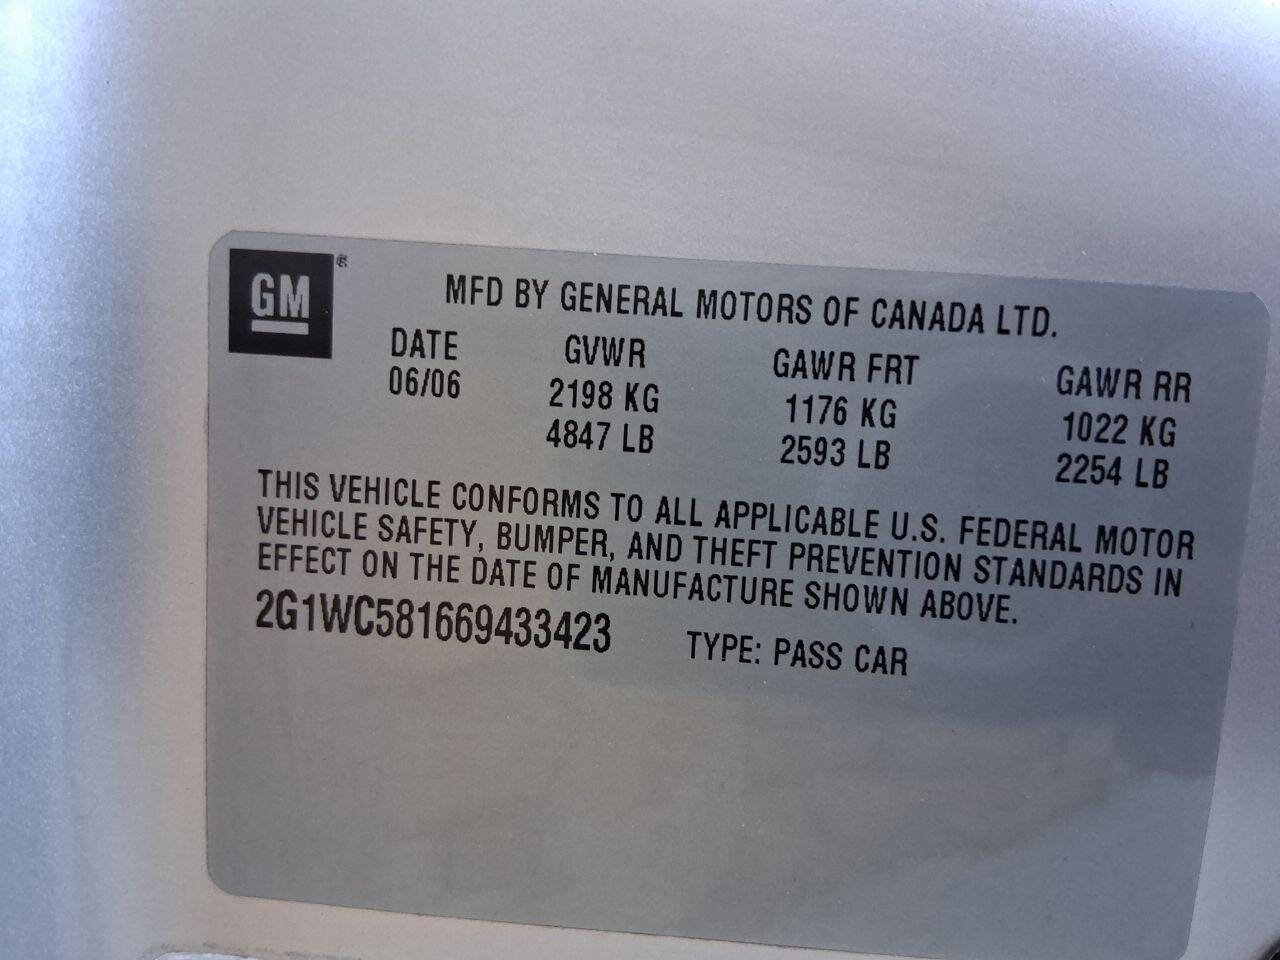 GM ®
MFD BY GENERAL MOTORS OF CANADA LTD.
DATE GVWR GAWR FRT GAWR RR
06/06 2198 KG 1176 KG 1022 KG
4847 LB 2593 LB 2254 LB
THIS VEHICLE CONFORMS TO ALL APPLICABLE U.S. FEDERAL MOTOR
VEHICLE SAFETY, BUMPER, AND THEFT PREVENTION STANDARDS IN
EFFECT ON THE DATE OF MANUFACTURE SHOWN ABOVE.
2G1WC581669433423 TYPE: PASS CAR